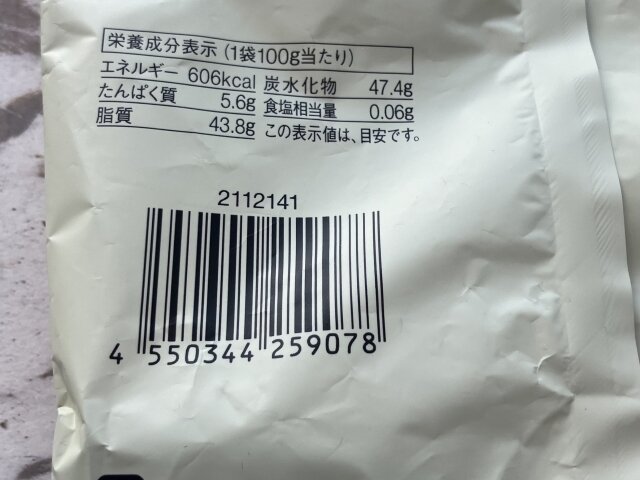 栄養成分表示 (1袋100g当たり)
エネルギー 606kcal 炭水化物 47.4g
たんぱく質 5.6g 食塩相当量 0.06g
脂質 43.8g この表示値は、目安です。
2112141
4 550344 259078